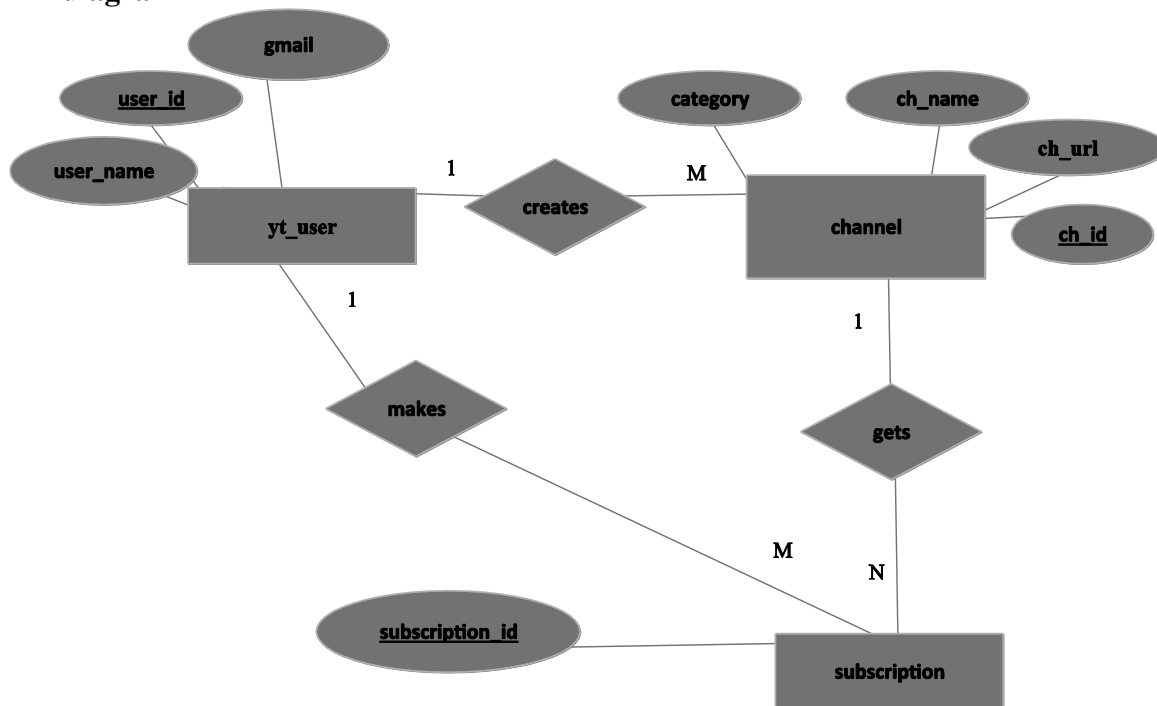 gmail
user_id
user_name
category
ch_name
ch_url
ch_id
1
M
creates
yt_user
channel
1
1
makes
gets
M
N
subscription_id
subscription